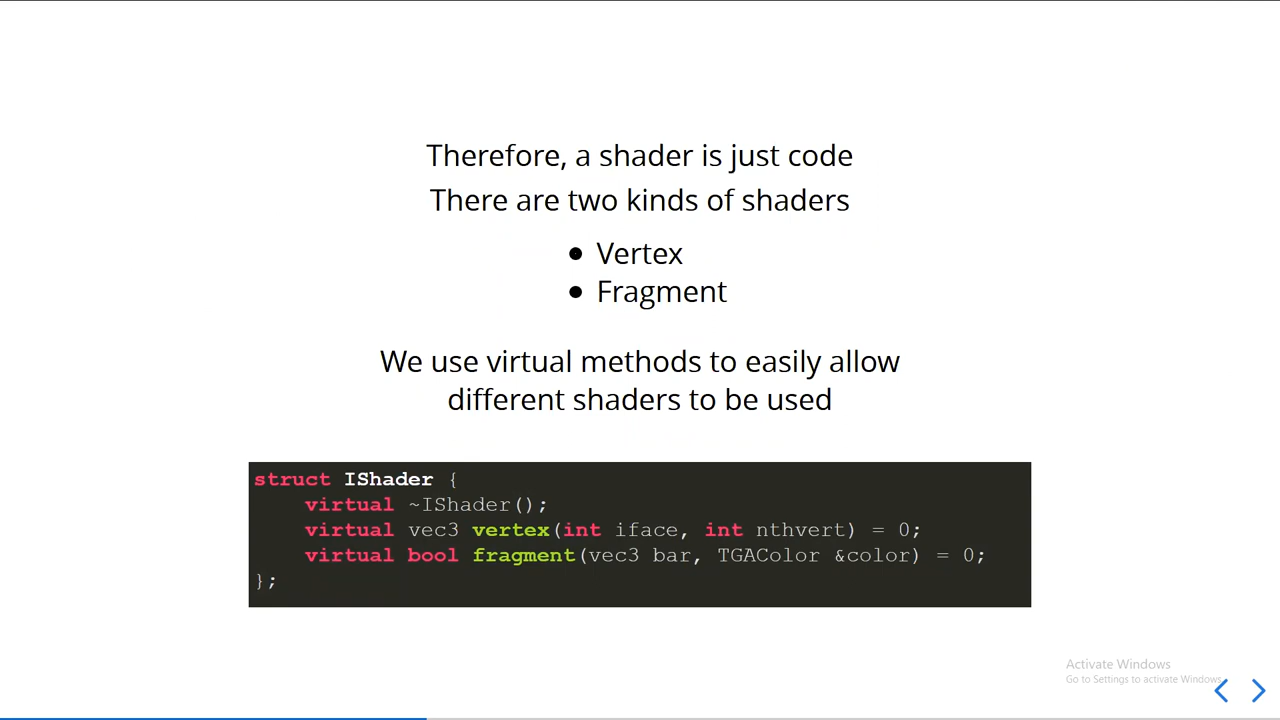 Therefore, a shader is just code
There are two kinds of shaders
● Vertex
● Fragment
We use virtual methods to easily allow
different shaders to be used
struct IShader {
    virtual ~IShader();
    virtual vec3 vertex(int iface, int nthvert) = 0;
    virtual bool fragment(vec3 bar, TGAColor &color) = 0;
};
Activate Windows
Go to Settings to activate Windows.